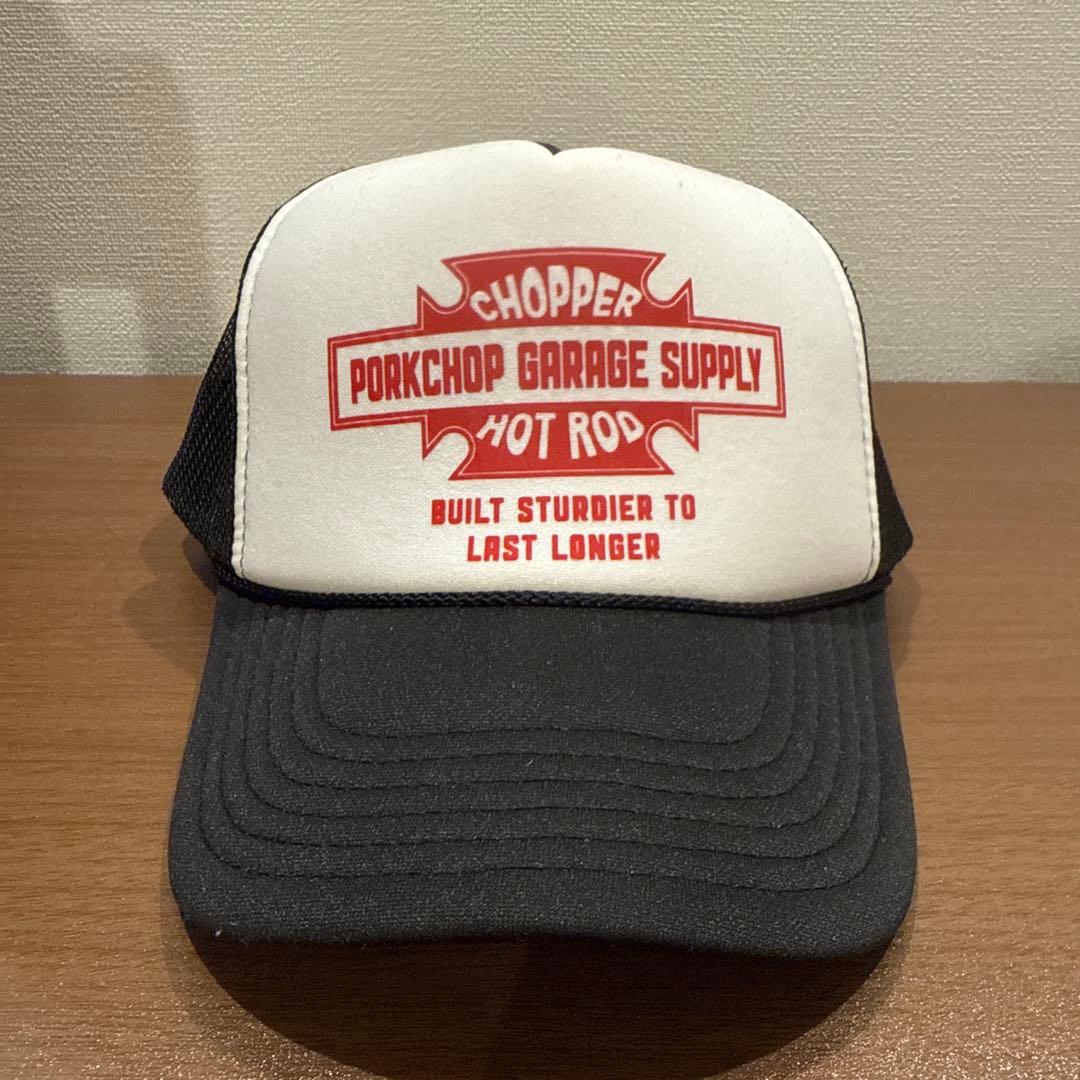 CHOPPER
PORKCHOP GARAGE SUPPLY
HOT ROD
BUILT STURDIER TO
LAST LONGER